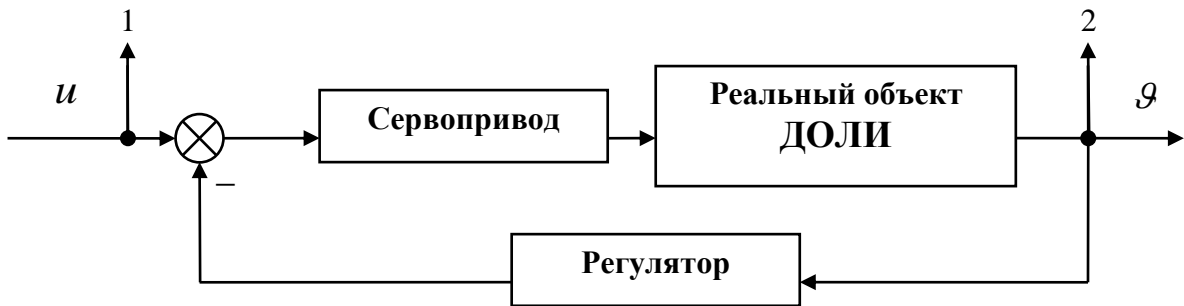 1
2
u
ϑ
Сервопривод
Реальный объект
ДОЛИ
–
Регулятор